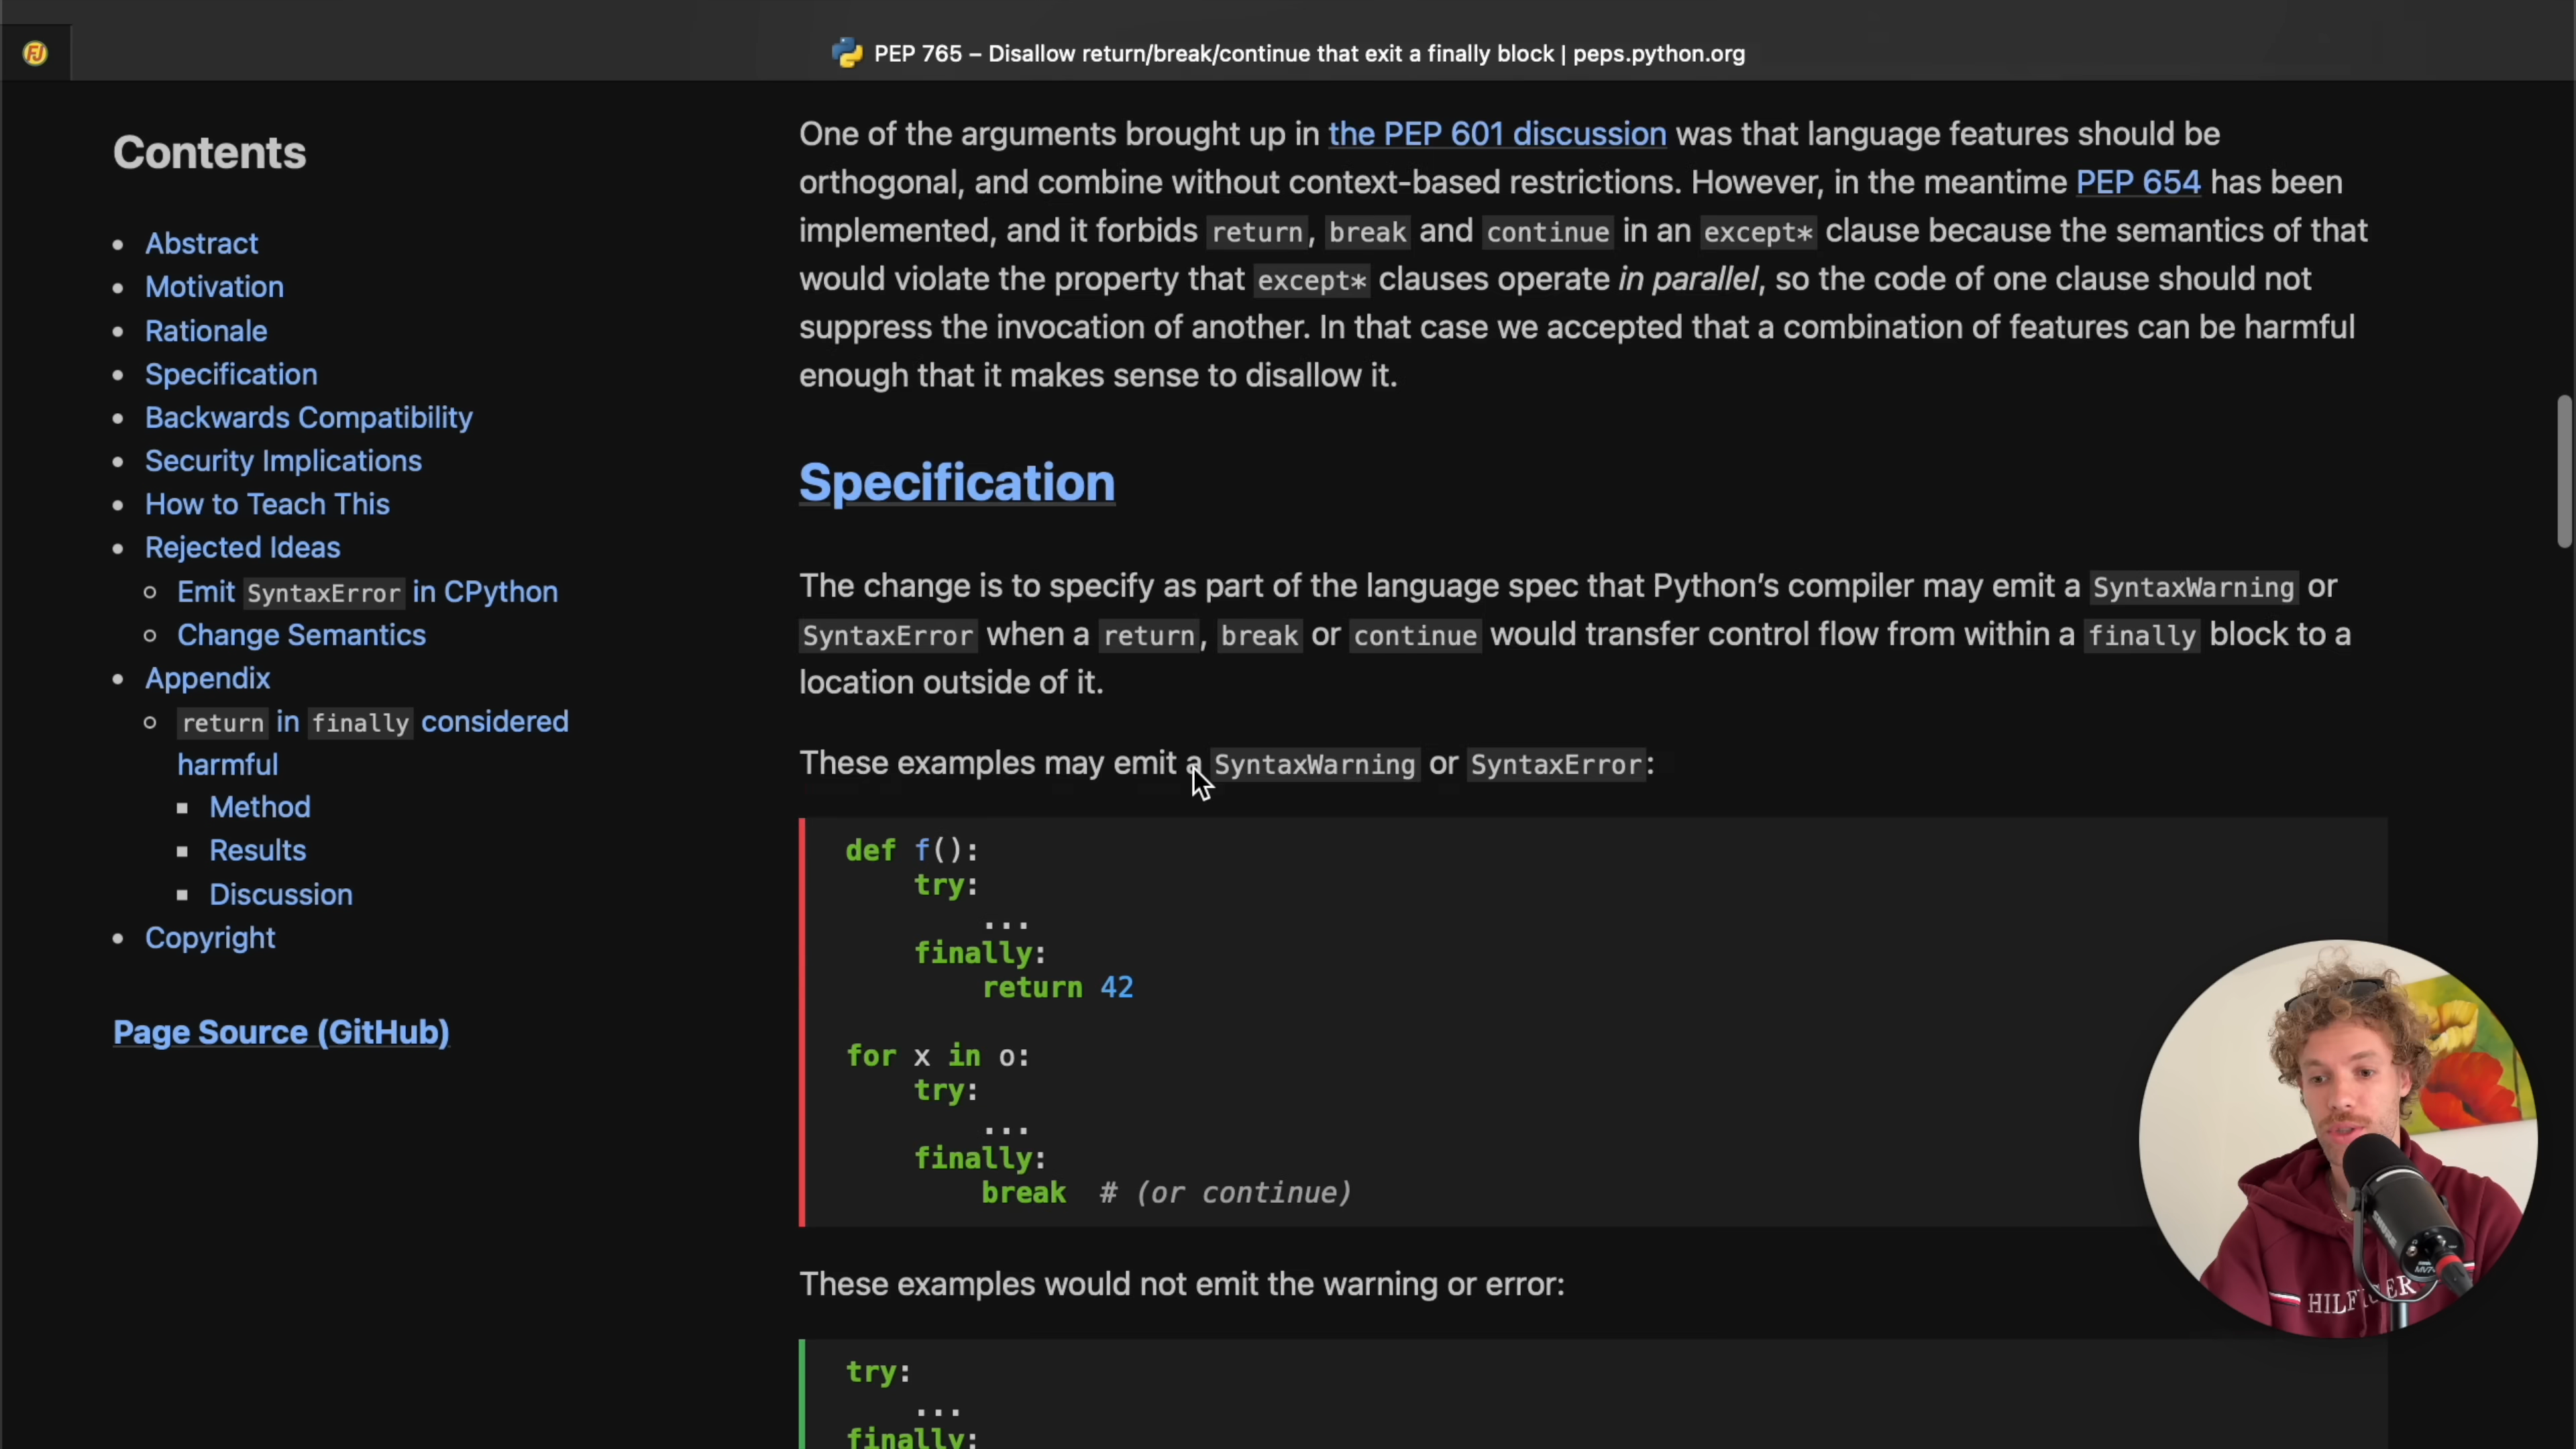 PEP 765 – Disallow return/break/continue that exit a finally block | peps.python.org
Contents
• Abstract
• Motivation
• Rationale
• Specification
• Backwards Compatibility
• Security Implications
• How to Teach This
• Rejected Ideas
Emit SyntaxError in CPython
Change Semantics
• Appendix
return in finally considered
harmful
Method
Results
Discussion
• Copyright
Page Source (GitHub)
One of the arguments brought up in the PEP 601 discussion was that language features should be
orthogonal, and combine without context-based restrictions. However, in the meantime PEP 654 has been
implemented, and it forbids return, break and continue in an except* clause because the semantics of that
would violate the property that except* clauses operate in parallel, so the code of one clause should not
suppress the invocation of another. In that case we accepted that a combination of features can be harmful
enough that it makes sense to disallow it.
Specification
The change is to specify as part of the language spec that Python's compiler may emit a SyntaxWarning or
SyntaxError when a return, break or continue would transfer control flow from within a finally block to a
location outside of it.
These examples may emit a SyntaxWarning or SyntaxError:
def f():
try:
...
finally:
return 42
for x in o:
try:
...
finally:
break # (or continue)
These examples would not emit the warning or error:
try:
...
finally:
FJ
MV7